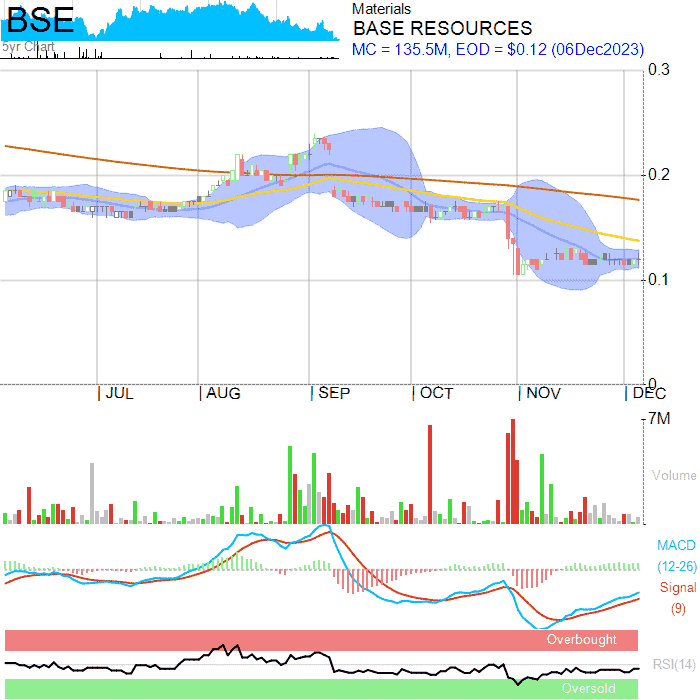 BSE
5yr Chart
Materials
BASE RESOURCES
MC = 135.5M, EOD = $0.12 (06Dec2023)
0.3
0.2
0.1
0
JUL AUG SEP OCT NOV DEC
7M
Volume
MACD
(12-26)
Signal
(9)
Overbought
RSI(14)
Oversold